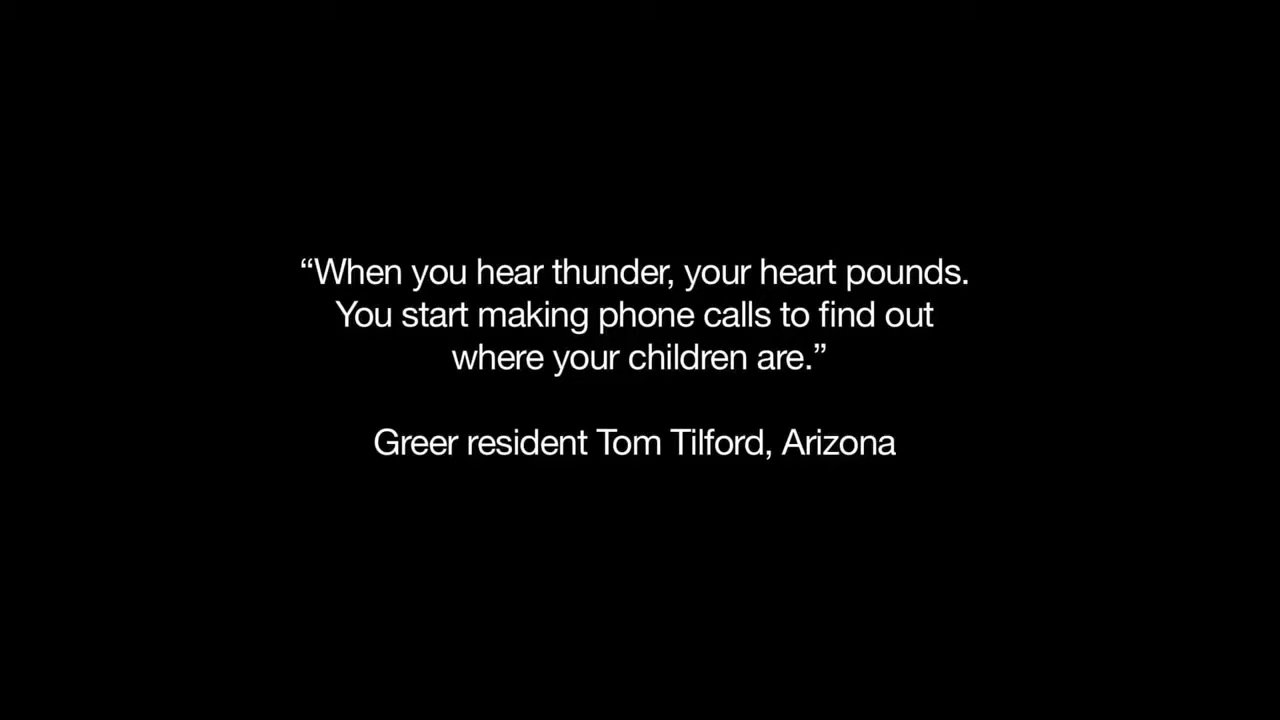 “When you hear thunder, your heart pounds.
You start making phone calls to find out
where your children are.”
Greer resident Tom Tilford, Arizona